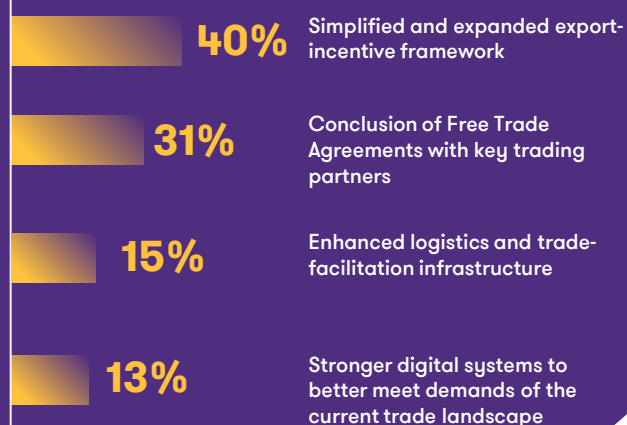 40%
Simplified and expanded export-
incentive framework
31%
Conclusion of Free Trade
Agreements with key trading
partners
15%
Enhanced logistics and trade-
facilitation infrastructure
13%
Stronger digital systems to
better meet demands of the
current trade landscape